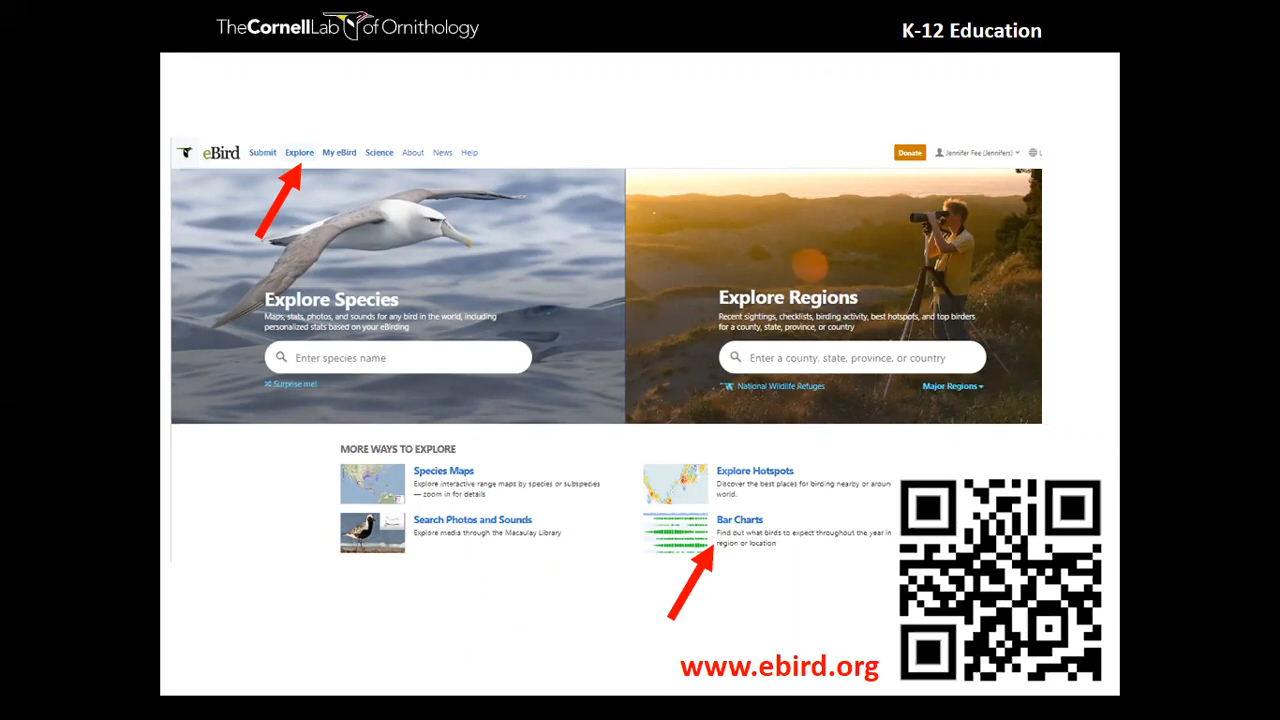 TheCornellLab of Ornithology
K-12 Education
eBird Submit Explore My eBird Science About News Help
Donate Jennifer Fee (Jennifers)
Explore Species
Maps, stats, photos, and sounds for any bird in the world, including
personalized stats based on your eBirding
Enter species name
Surprise me!
Explore Regions
Recent sightings, checklists, birding activity, best hotspots, and top birders
for a county, state, province, or country
Enter a county, state, province, or country
National Wildlife Refuges
Major Regions
MORE WAYS TO EXPLORE
Species Maps
Explore interactive range maps by species or subspecies
— zoom in for details
Explore Hotspots
Discover the best places for birding nearby or aroun
world.
Search Photos and Sounds
Explore media through the Macaulay Library
Bar Charts
Find out what birds to expect throughout the year in
region or location
www.ebird.org